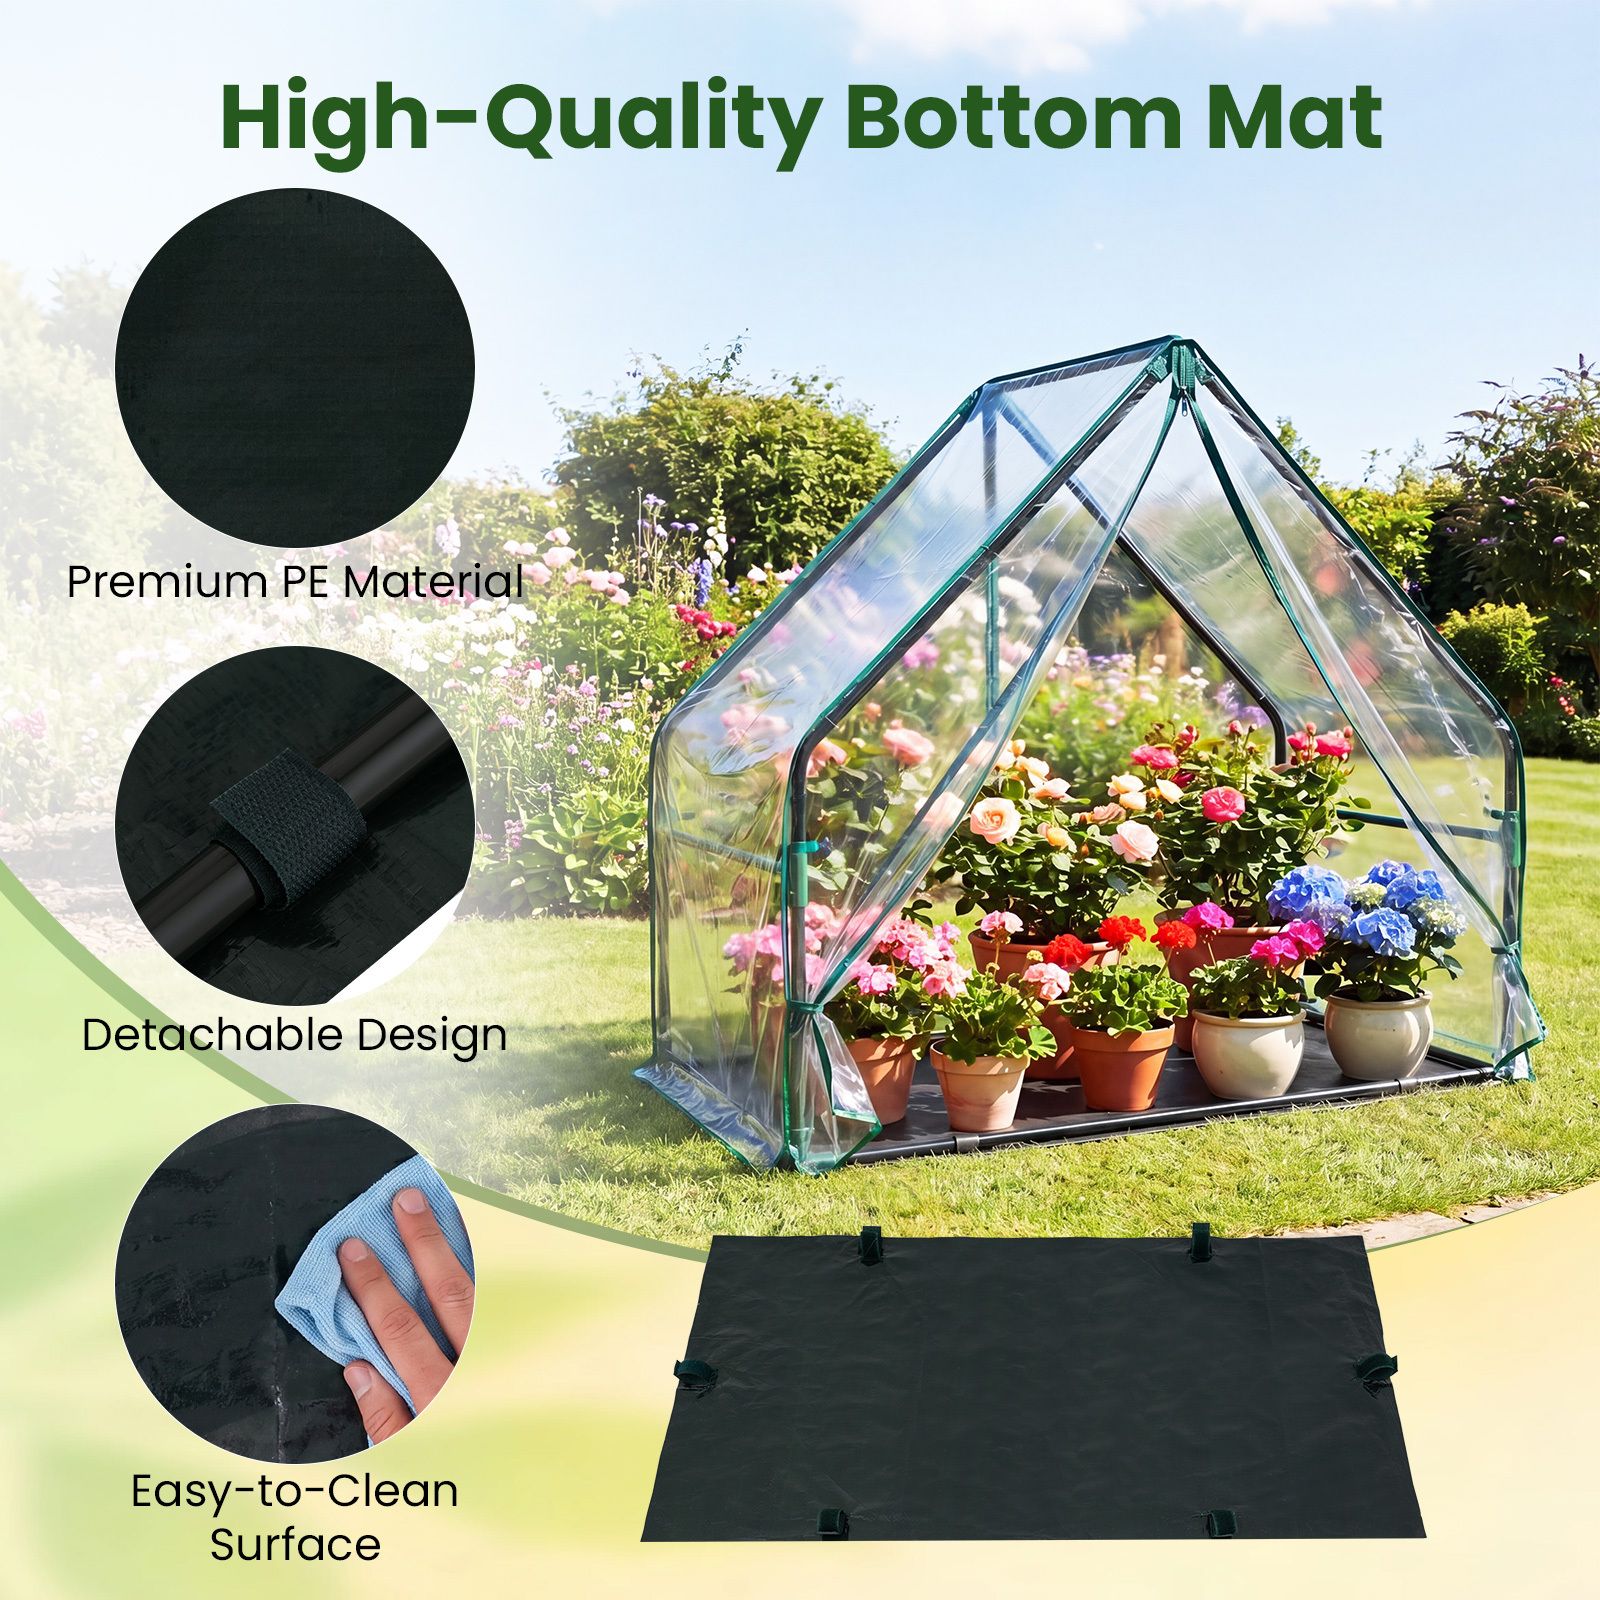 High-Quality Bottom Mat
Premium PE Material
Detachable Design
Easy-to-Clean
Surface